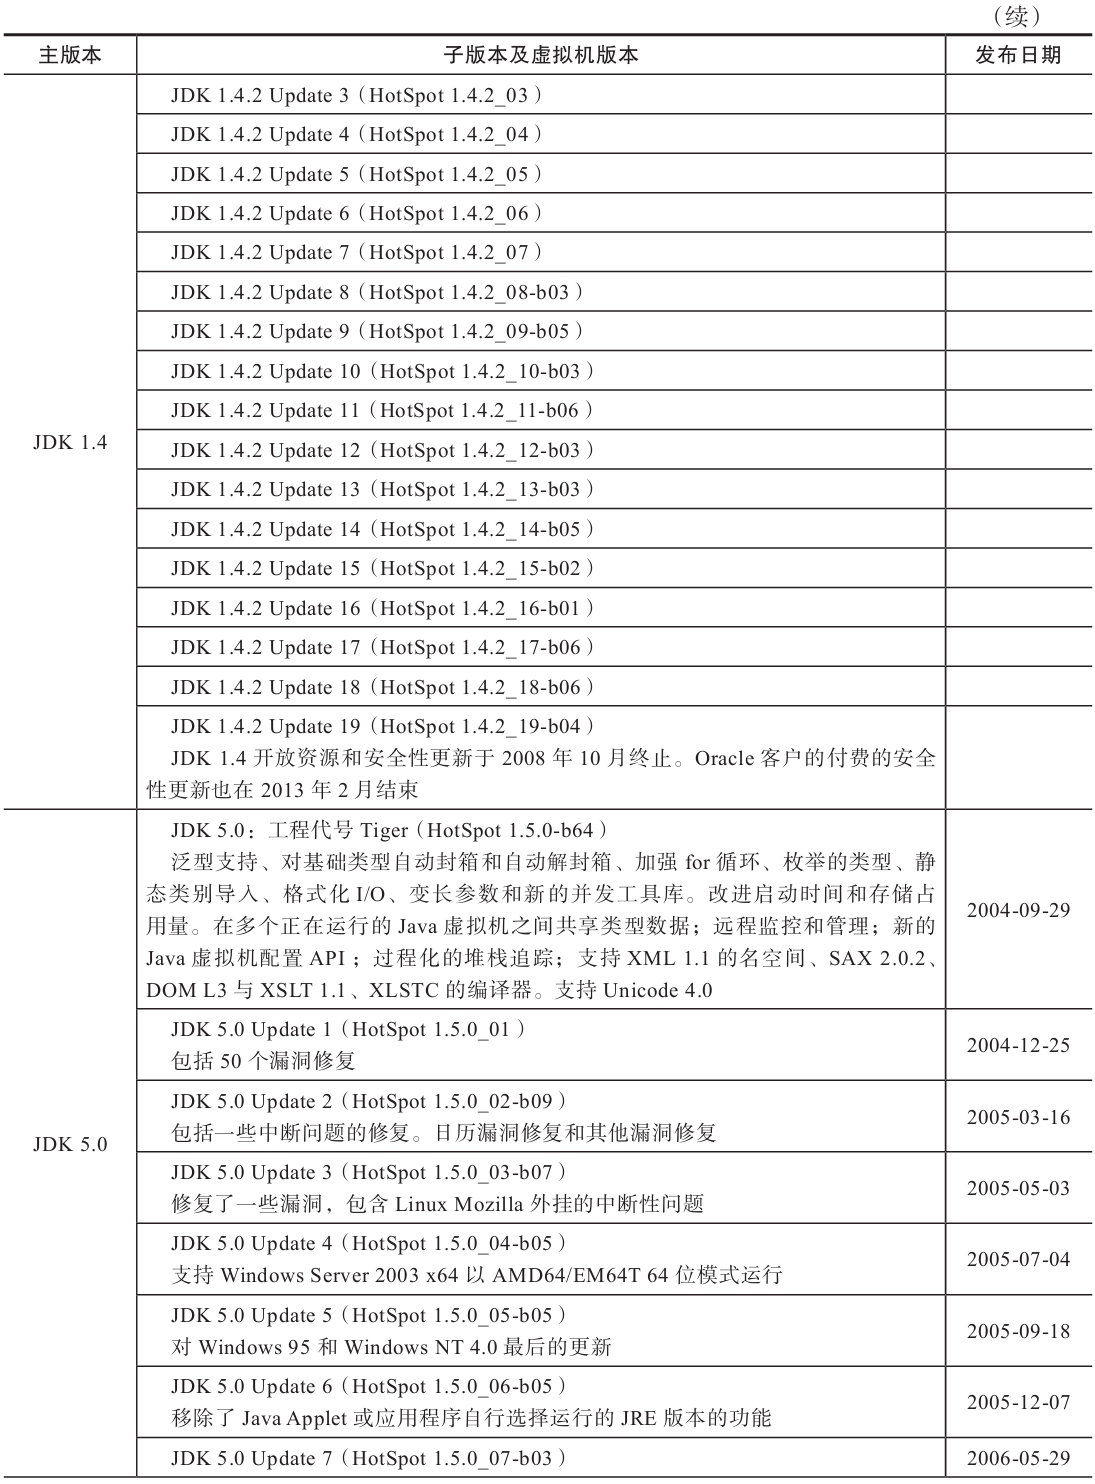 （续）
主版本 子版本及虚拟机版本 发布日期
JDK 1.4.2 Update 3（HotSpot 1.4.2_03）
JDK 1.4.2 Update 4（HotSpot 1.4.2_04）
JDK 1.4.2 Update 5（HotSpot 1.4.2_05）
JDK 1.4.2 Update 6（HotSpot 1.4.2_06）
JDK 1.4.2 Update 7（HotSpot 1.4.2_07）
JDK 1.4.2 Update 8（HotSpot 1.4.2_08-b03）
JDK 1.4.2 Update 9（HotSpot 1.4.2_09-b05）
JDK 1.4.2 Update 10（HotSpot 1.4.2_10-b03）
JDK 1.4.2 Update 11（HotSpot 1.4.2_11-b06）
JDK 1.4
JDK 1.4.2 Update 12（HotSpot 1.4.2_12-b03）
JDK 1.4.2 Update 13（HotSpot 1.4.2_13-b03）
JDK 1.4.2 Update 14（HotSpot 1.4.2_14-b05）
JDK 1.4.2 Update 15（HotSpot 1.4.2_15-b02）
JDK 1.4.2 Update 16（HotSpot 1.4.2_16-b01）
JDK 1.4.2 Update 17（HotSpot 1.4.2_17-b06）
JDK 1.4.2 Update 18（HotSpot 1.4.2_18-b06）
JDK 1.4.2 Update 19（HotSpot 1.4.2_19-b04）
JDK 1.4 开放资源和安全性更新于 2008 年 10 月终止。Oracle 客户的付费的安全
性更新也在 2013 年 2 月结束
JDK 5.0：工程代号 Tiger（HotSpot 1.5.0-b64）
泛型支持、对基础类型自动封箱和自动解封箱、加强 for 循环、枚举的类型、静
态类别导入、格式化 I/O、变长参数和新的并发工具库。改进启动时间和存储占
用量。在多个正在运行的 Java 虚拟机之间共享类型数据；远程监控和管理；新的
Java 虚拟机配置 API；过程化的堆栈追踪；支持 XML 1.1 的名空间、SAX 2.0.2、
DOM L3 与 XSLT 1.1、XLSTC 的编译器。支持 Unicode 4.0
2004-09-29
JDK 5.0 Update 1（HotSpot 1.5.0_01）
包括 50 个漏洞修复
2004-12-25
JDK 5.0 Update 2（HotSpot 1.5.0_02-b09）
包括一些中断问题的修复。日历漏洞修复和其他漏洞修复
2005-03-16
JDK 5.0
JDK 5.0 Update 3（HotSpot 1.5.0_03-b07）
修复了一些漏洞，包含 Linux Mozilla 外挂的中断性问题
2005-05-03
JDK 5.0 Update 4（HotSpot 1.5.0_04-b05）
支持 Windows Server 2003 x64 以 AMD64/EM64T 64 位模式运行
2005-07-04
JDK 5.0 Update 5（HotSpot 1.5.0_05-b05）
对 Windows 95 和 Windows NT 4.0 最后的更新
2005-09-18
JDK 5.0 Update 6（HotSpot 1.5.0_06-b05）
移除了 Java Applet 或应用程序自行选择运行的 JRE 版本的功能
2005-12-07
JDK 5.0 Update 7（HotSpot 1.5.0_07-b03） 2006-05-29